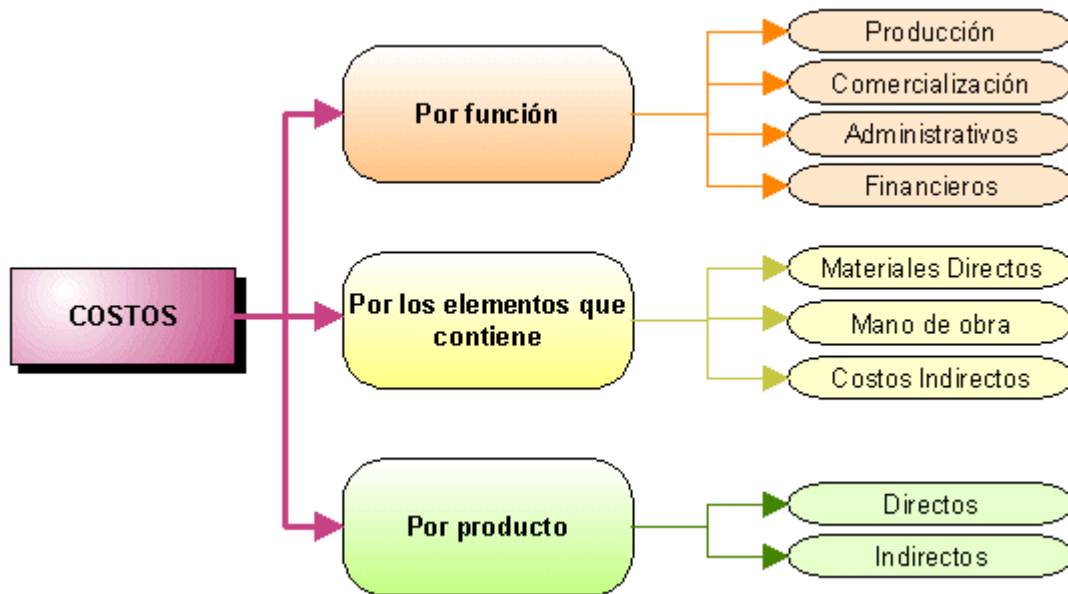 COSTOS
Por función
Producción
Comercialización
Administrativos
Financieros
Por los elementos que
contiene
Materiales Directos
Mano de obra
Costos Indirectos
Por producto
Directos
Indirectos